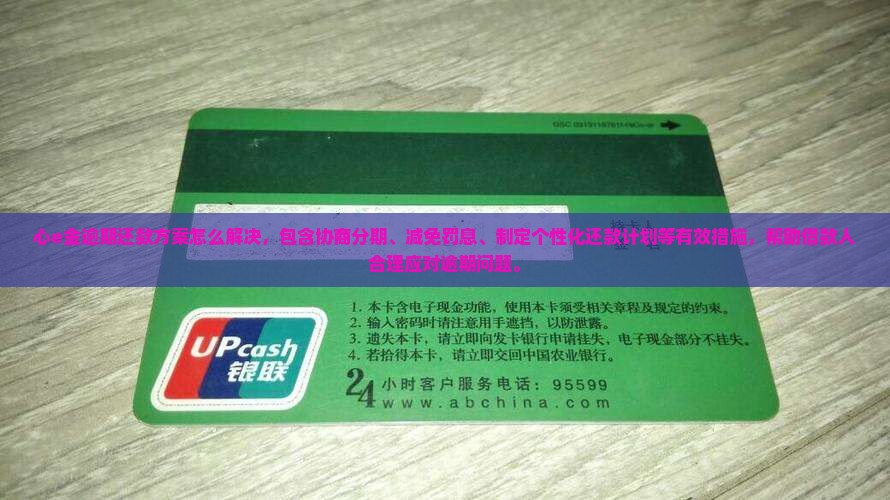 心e金逾期还款方案怎么解决，包含协商分期、减免罚息、制定个性化还款计划等有效措施，帮助借款人
合理应对逾期问题。
1. 本卡含电子现金功能，使用本卡须受相关章程及规定的约束。
2. 输入密码时请注意用手遮挡，以防泄露。
3. 遗失本卡，请立即向发卡银行申请挂失，电子现金部分不挂失。
4. 若拾得本卡，请立即交回中国农业银行。
UPcash
银联
24小时客户服务电话：95599
www.abchina.com